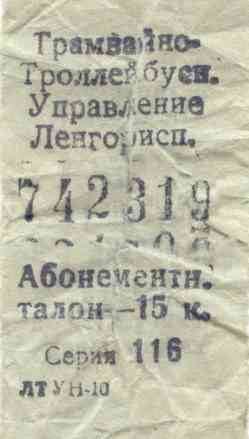 Трамвайно-
Троллейбусн.
Управление
Ленгорисп.
742319
Абонементн.
талон—15 к.
Серия 116
ЛТУН-10